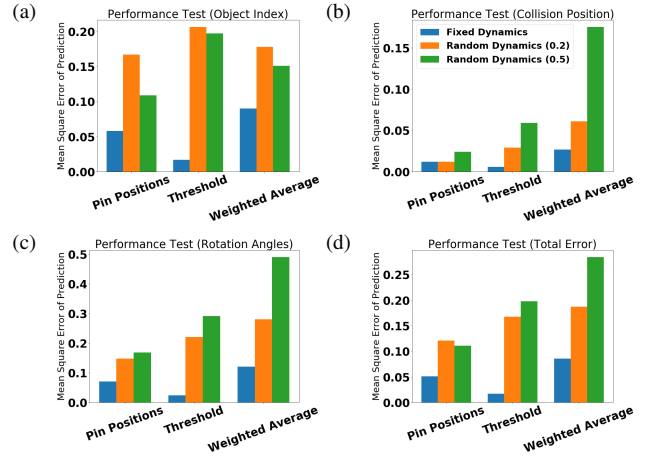 (a)
Performance Test (Object Index)
Mean Square Error of Prediction
0.20
0.15
0.10
0.05
0.00
Pin Positions
Threshold
Weighted Average
(b)
Performance Test (Collision Position)
Mean Square Error of Prediction
Fixed Dynamics
Random Dynamics (0.2)
Random Dynamics (0.5)
0.15
0.10
0.05
0.00
Pin Positions
Threshold
Weighted Average
(c)
Performance Test (Rotation Angles)
Mean Square Error of Prediction
0.5
0.4
0.3
0.2
0.1
0.0
Pin Positions
Threshold
Weighted Average
(d)
Performance Test (Total Error)
Mean Square Error of Prediction
0.25
0.20
0.15
0.10
0.05
0.00
Pin Positions
Threshold
Weighted Average